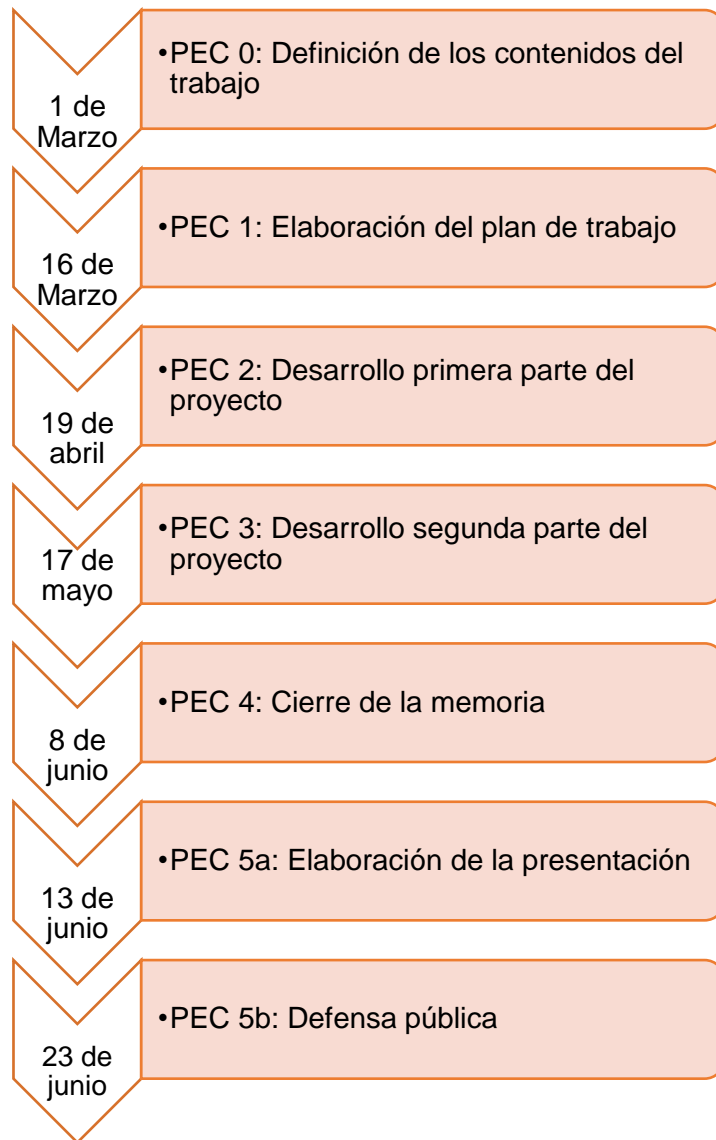 1 de
Marzo
•PEC 0: Definición de los contenidos del
trabajo
16 de
Marzo
•PEC 1: Elaboración del plan de trabajo
19 de
abril
•PEC 2: Desarrollo primera parte del
proyecto
17 de
mayo
•PEC 3: Desarrollo segunda parte del
proyecto
8 de
junio
•PEC 4: Cierre de la memoria
13 de
junio
•PEC 5a: Elaboración de la presentación
23 de
junio
•PEC 5b: Defensa pública